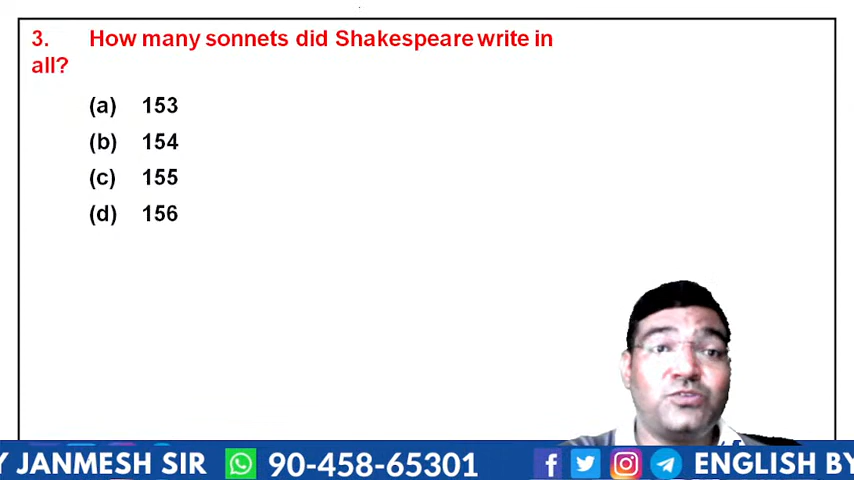 3. How many sonnets did Shakespeare write in
all?
(a) 153
(b) 154
(c) 155
(d) 156
Y JANMESH SIR 90-458-65301 ENGLISH BY